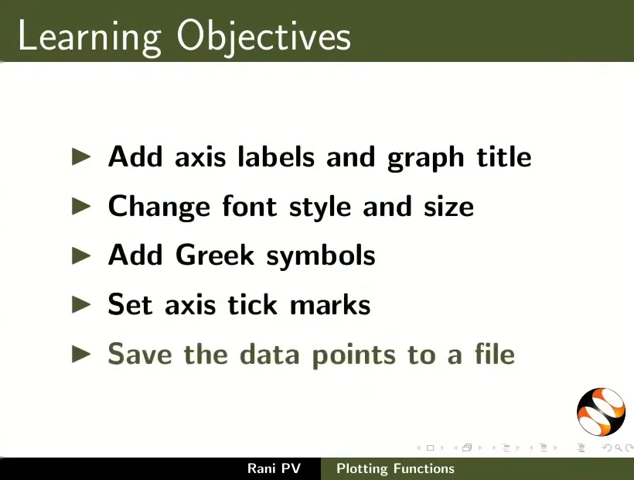 Learning Objectives
Add axis labels and graph title
Change font style and size
Add Greek symbols
Set axis tick marks
Save the data points to a file
Rani PV
Plotting Functions